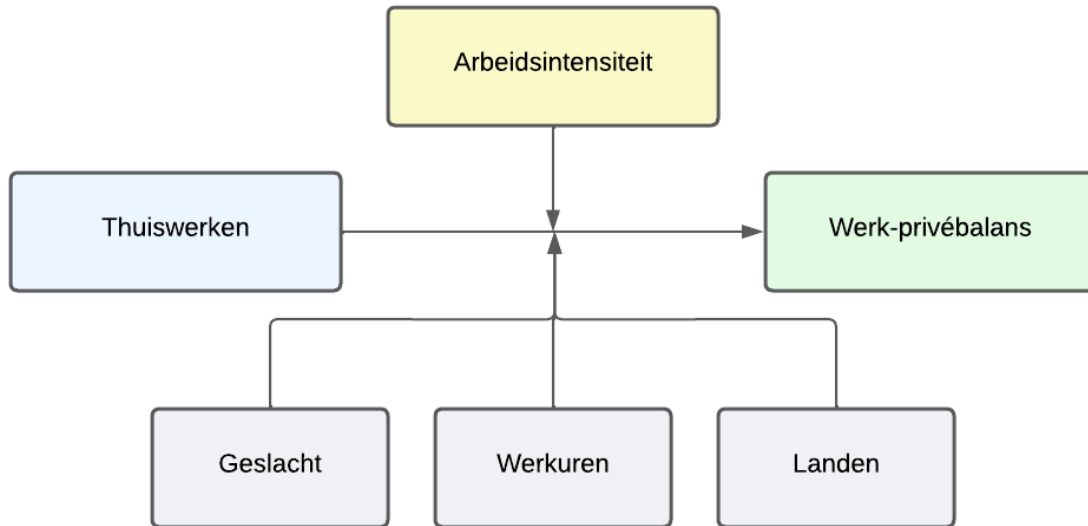 Arbeidsintensiteit
Thuiswerken
Werk-privébalans
Geslacht
Werkuren
Landen